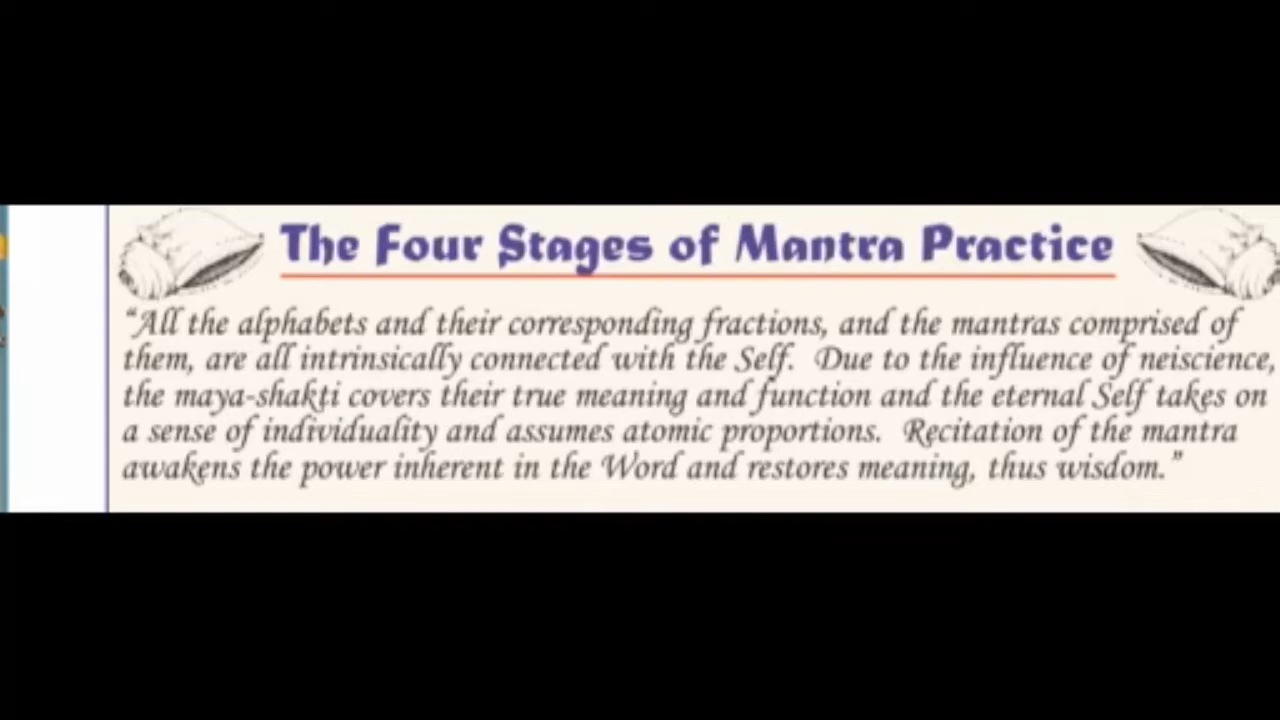 The Four Stages of Mantra Practice
“All the alphabets and their corresponding fractions, and the mantras comprised of
them, are all intrinsically connected with the Self. Due to the influence of neiscience,
the maya-shakti covers their true meaning and function and the eternal Self takes on
a sense of individuality and assumes atomic proportions. Recitation of the mantra
awakens the power inherent in the Word and restores meaning, thus wisdom.”